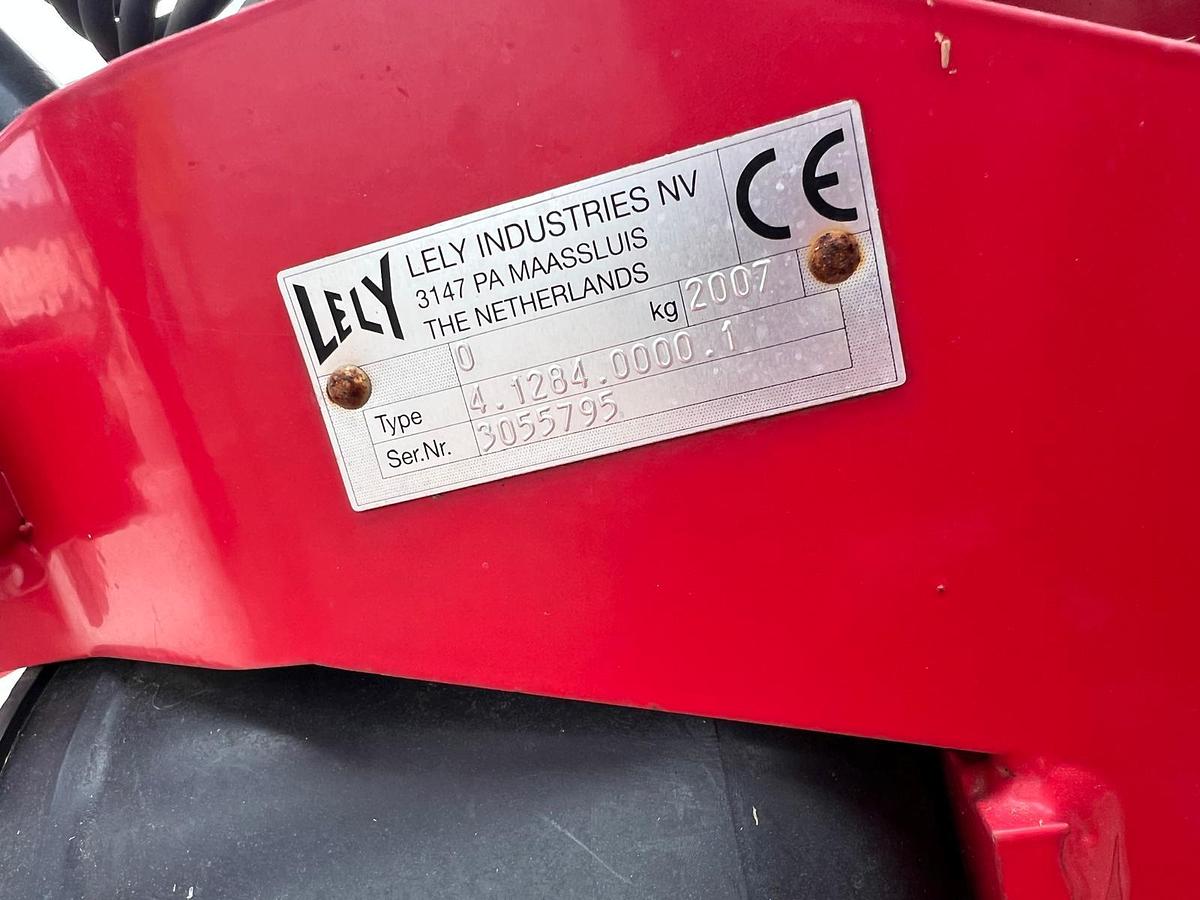 LELY
LELY INDUSTRIES NV
3147 PA MAASSLUIS
THE NETHERLANDS
CE
0 kg 2007
Type 4.1284.0000.1
Ser.Nr. 3055795